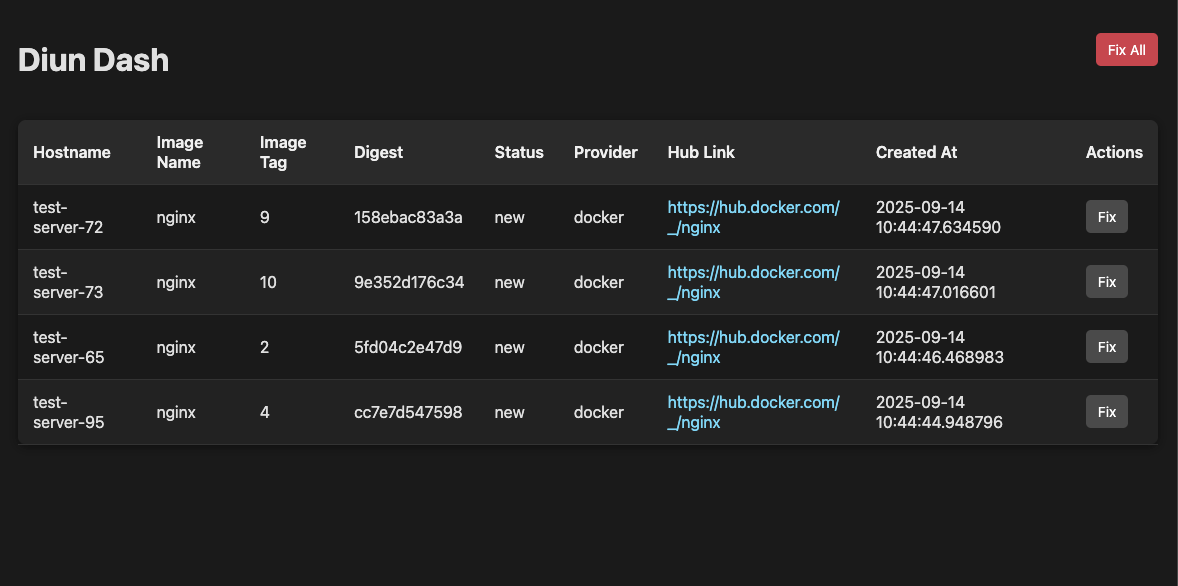 Diun Dash
Fix All
Hostname Image Name Image Tag Digest Status Provider Hub Link Created At Actions
test-server-72 nginx 9 158ebac83a3a new docker https://hub.docker.com/_/nginx 2025-09-14 10:44:47.634590 Fix
test-server-73 nginx 10 9e352d176c34 new docker https://hub.docker.com/_/nginx 2025-09-14 10:44:47.016601 Fix
test-server-65 nginx 2 5fd04c2e47d9 new docker https://hub.docker.com/_/nginx 2025-09-14 10:44:46.468983 Fix
test-server-95 nginx 4 cc7e7d547598 new docker https://hub.docker.com/_/nginx 2025-09-14 10:44:44.948796 Fix